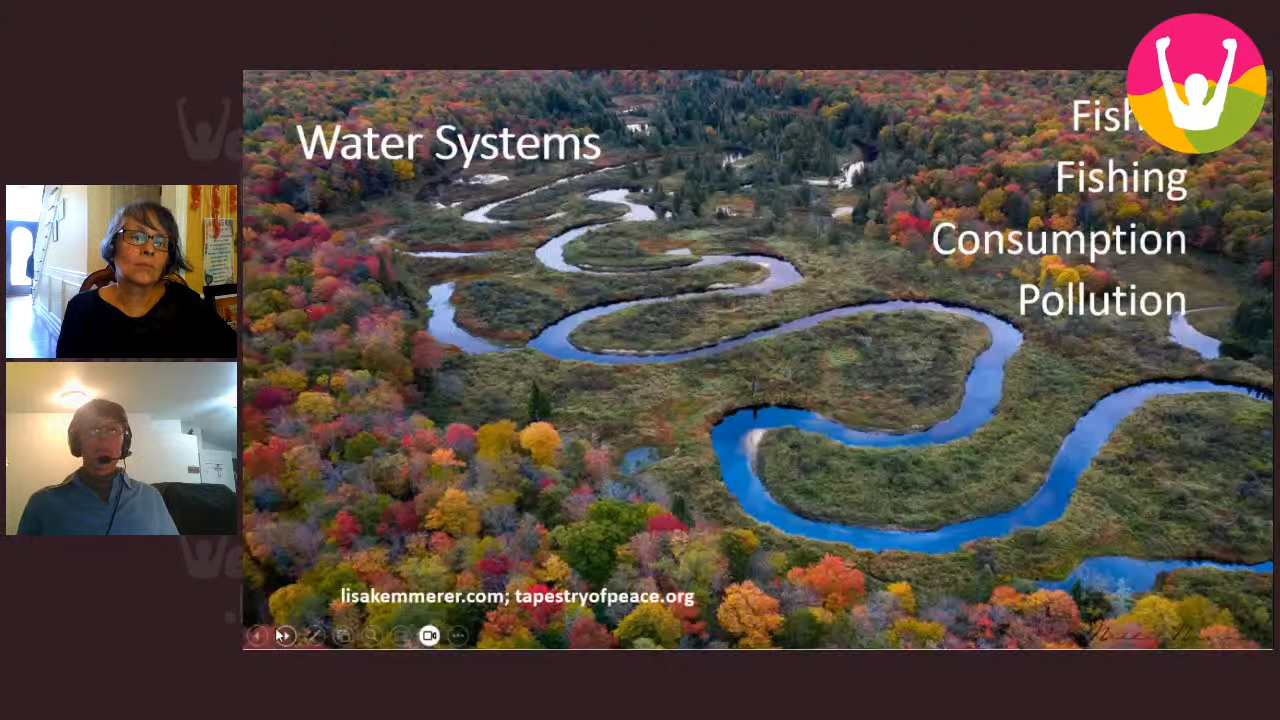 Water Systems
Fishing
Consumption
Pollution
lisakemmerer.com; tapestryofpeace.org